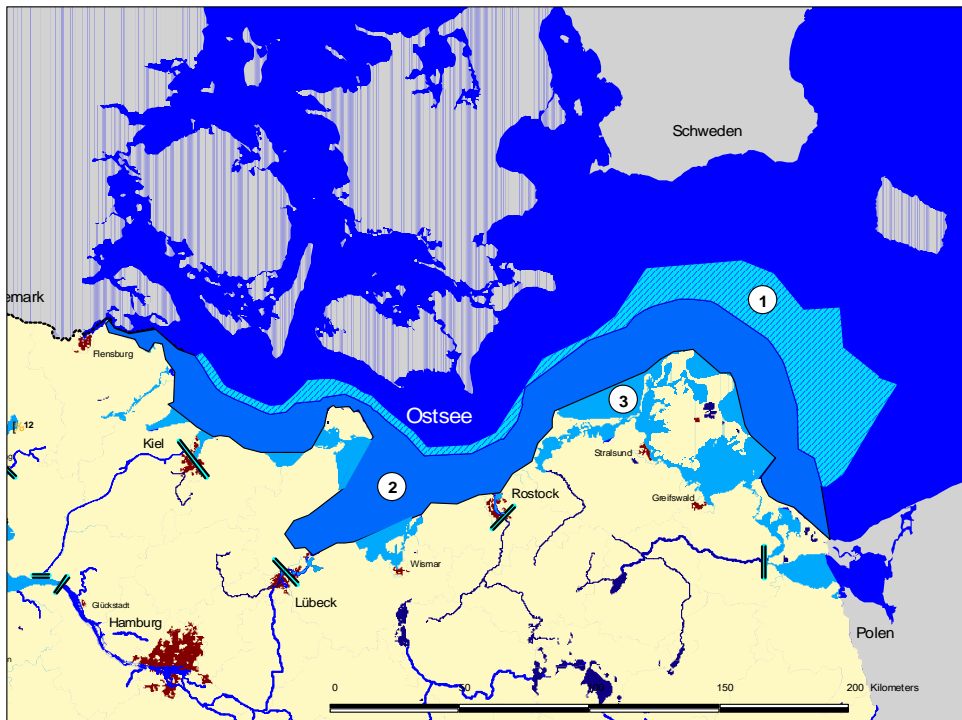 Schweden
1
emark
Flensburg
Ostsee
3
12
Kiel
Stralsund
2
Rostock
Greifswald
Wismar
Lübeck
Glückstadt
Hamburg
Polen
0
50
150
200 Kilometers